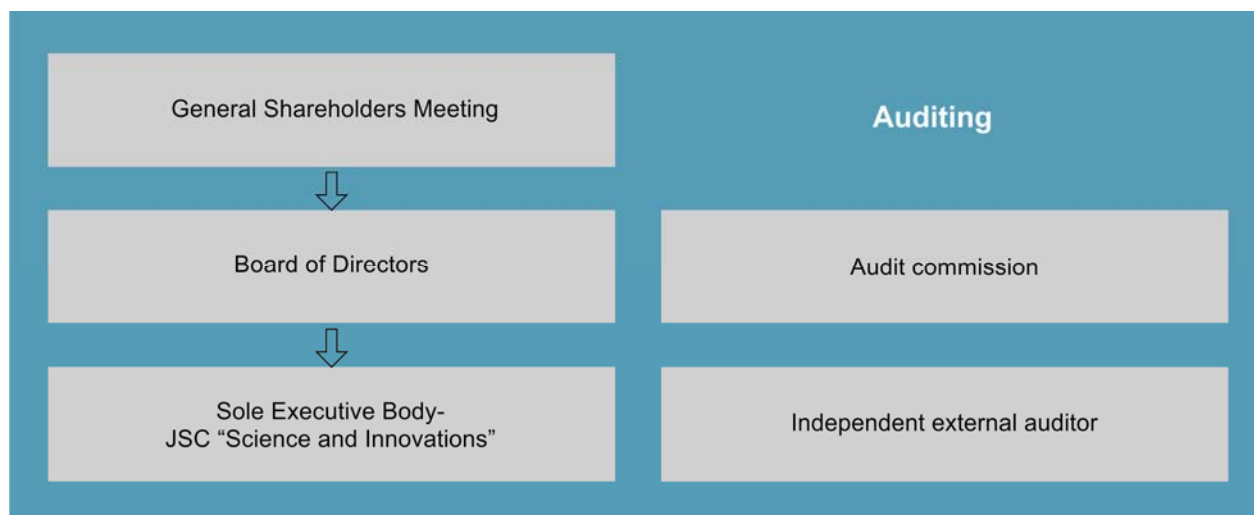 General Shareholders Meeting
Auditing
Board of Directors
Audit commission
Sole Executive Body-
JSC “Science and Innovations”
Independent external auditor